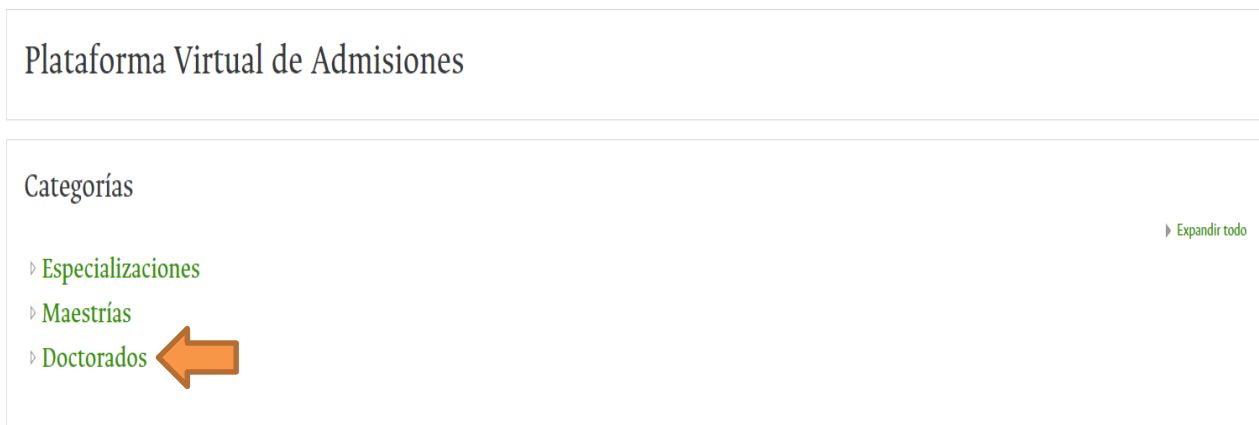 Plataforma Virtual de Admisiones
Categorías
Expandir todo
Especializaciones
Maestrías
Doctorados